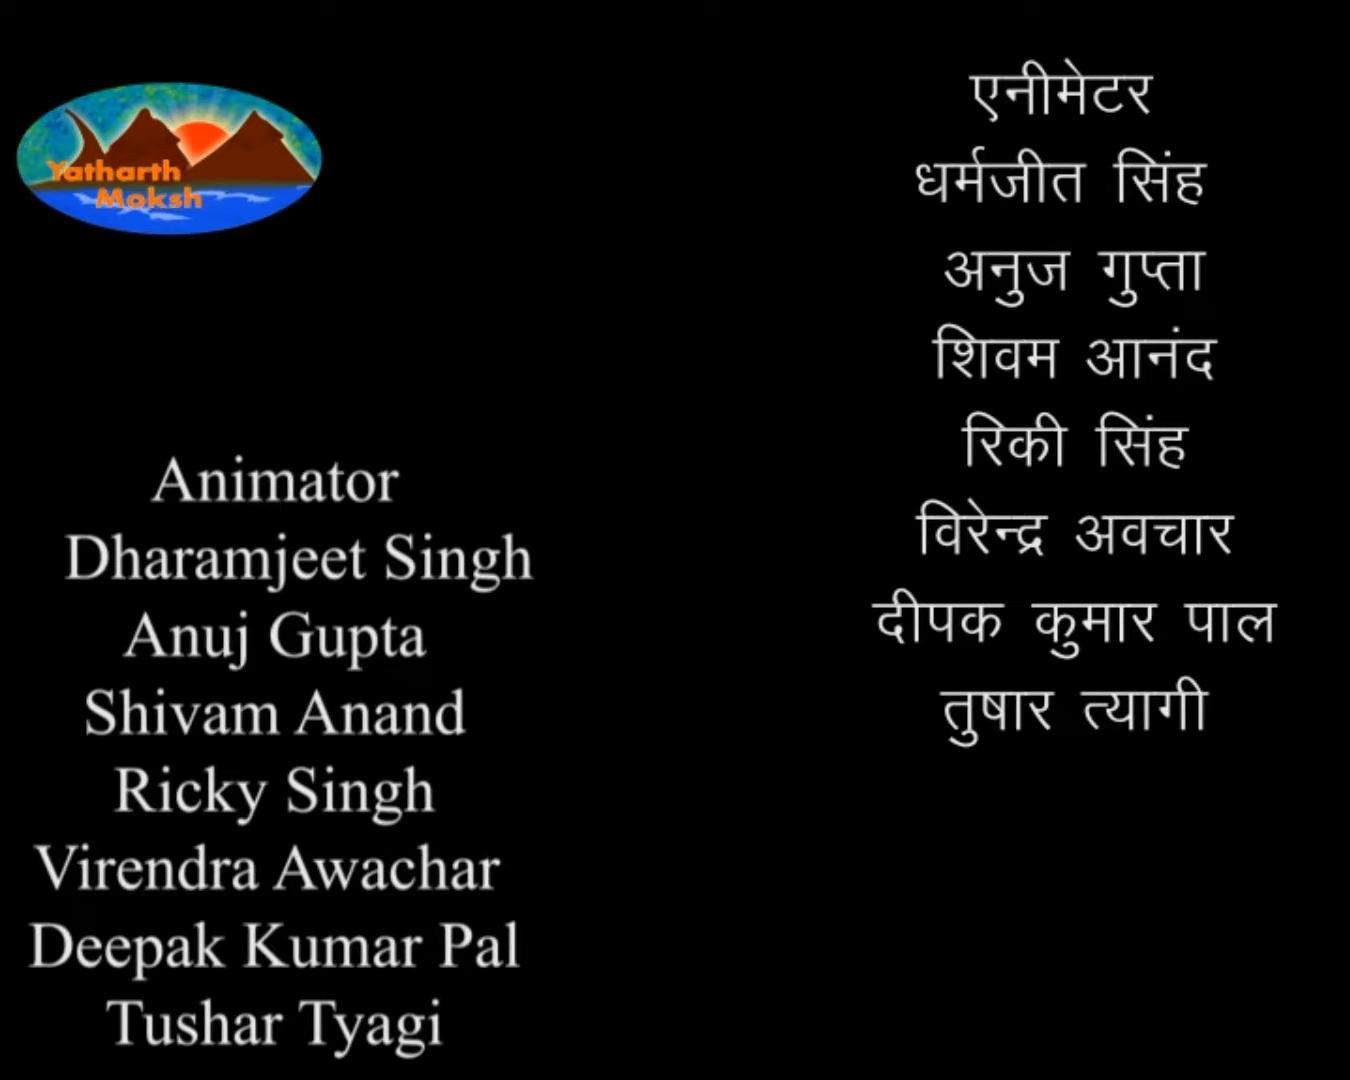 Yatharth
Moksh
Animator
Dharamjeet Singh
Anuj Gupta
Shivam Anand
Ricky Singh
Virendra Awachar
Deepak Kumar Pal
Tushar Tyagi
एनीमेटर
धर्मजीत सिंह
अनुज गुप्ता
शिवम आनंद
रिकी सिंह
विरेन्द्र अवचार
दीपक कुमार पाल
तुषार त्यागी